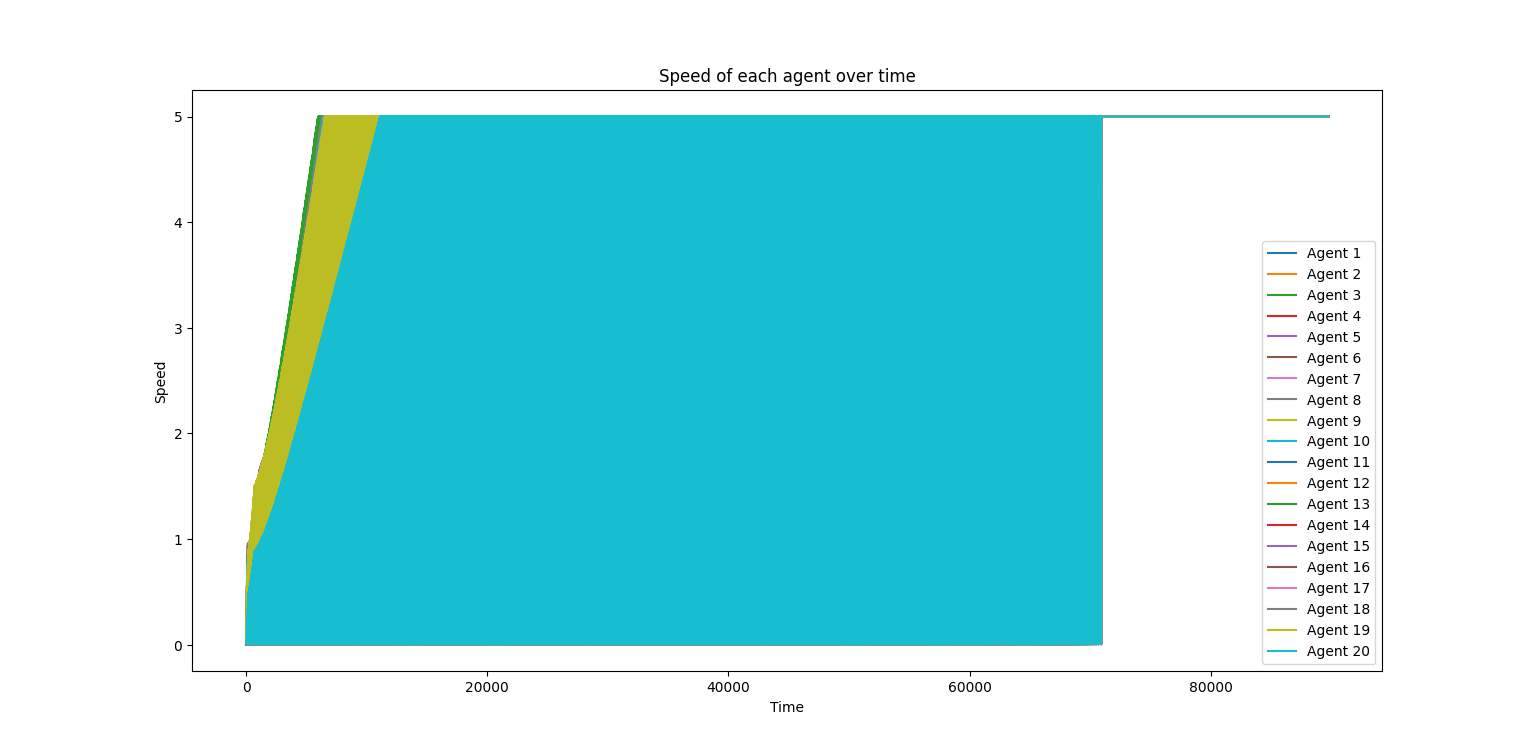 Speed of each agent over time
5
4
3
2
1
0
Speed
0 20000 40000 60000 80000
Time
Agent 1
Agent 2
Agent 3
Agent 4
Agent 5
Agent 6
Agent 7
Agent 8
Agent 9
Agent 10
Agent 11
Agent 12
Agent 13
Agent 14
Agent 15
Agent 16
Agent 17
Agent 18
Agent 19
Agent 20